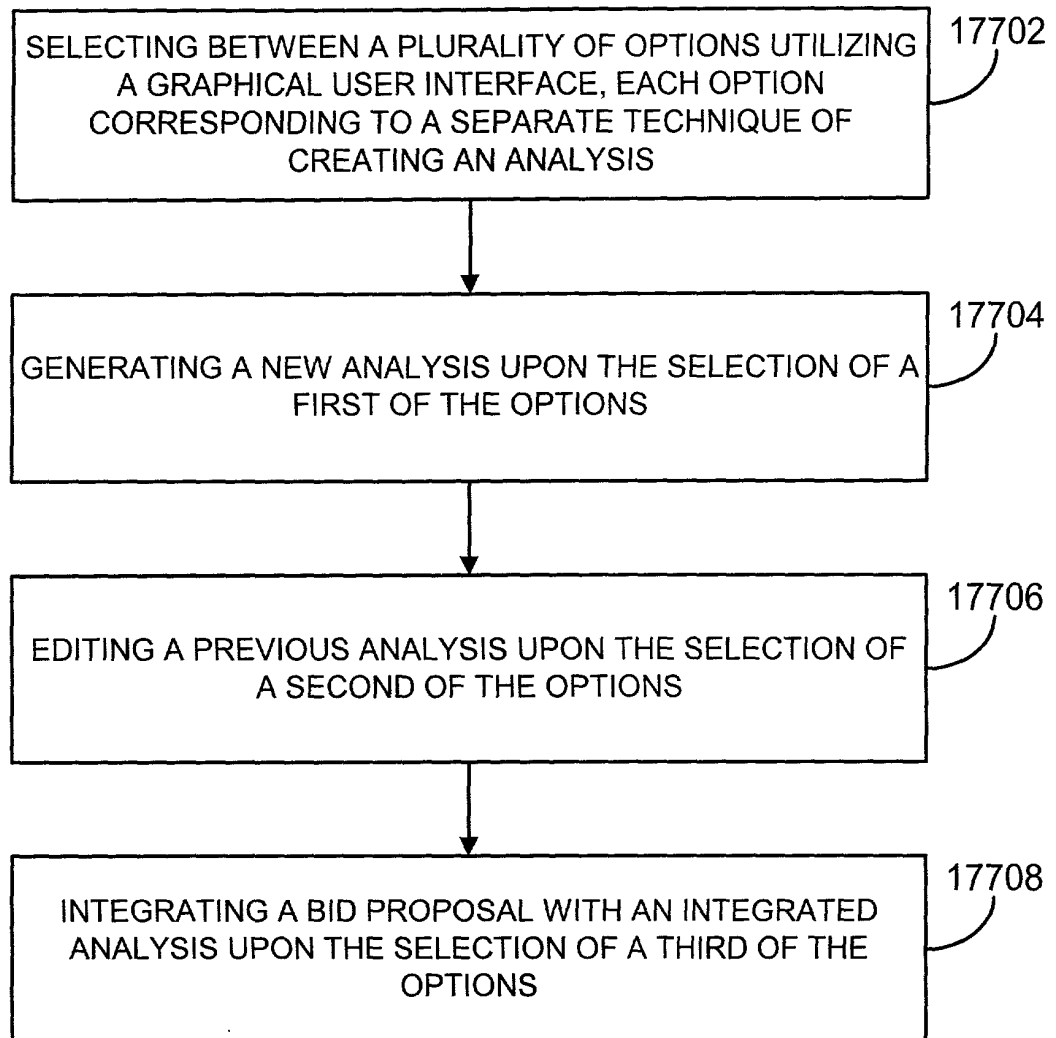 SELECTING BETWEEN A PLURALITY OF OPTIONS UTILIZING
A GRAPHICAL USER INTERFACE, EACH OPTION
CORRESPONDING TO A SEPARATE TECHNIQUE OF
CREATING AN ANALYSIS
17702
GENERATING A NEW ANALYSIS UPON THE SELECTION OF A
FIRST OF THE OPTIONS
17704
EDITING A PREVIOUS ANALYSIS UPON THE SELECTION OF
A SECOND OF THE OPTIONS
17706
INTEGRATING A BID PROPOSAL WITH AN INTEGRATED
ANALYSIS UPON THE SELECTION OF A THIRD OF THE
OPTIONS
17708